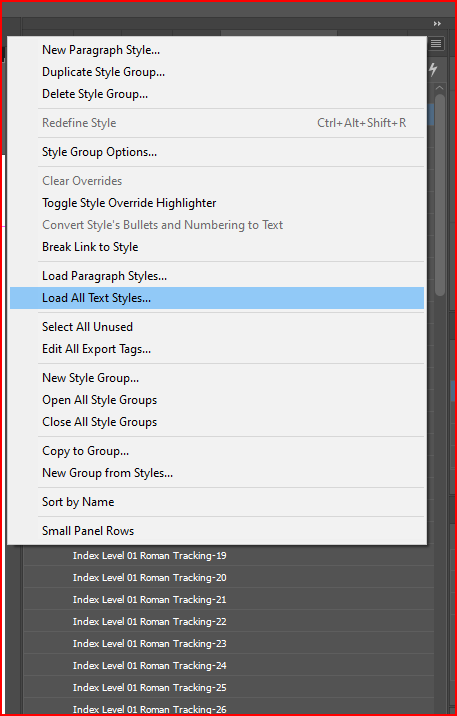 New Paragraph Style...
Duplicate Style Group...
Delete Style Group...
Redefine Style Ctrl+Alt+Shift+R
Style Group Options...
Clear Overrides
Toggle Style Override Highlighter
Convert Style's Bullets and Numbering to Text
Break Link to Style
Load Paragraph Styles...
Load All Text Styles...
Select All Unused
Edit All Export Tags...
New Style Group...
Open All Style Groups
Close All Style Groups
Copy to Group...
New Group from Styles...
Sort by Name
Small Panel Rows
Index Level 01 Roman Tracking-19
Index Level 01 Roman Tracking-20
Index Level 01 Roman Tracking-21
Index Level 01 Roman Tracking-22
Index Level 01 Roman Tracking-23
Index Level 01 Roman Tracking-24
Index Level 01 Roman Tracking-25
Index Level 01 Roman Tracking-26